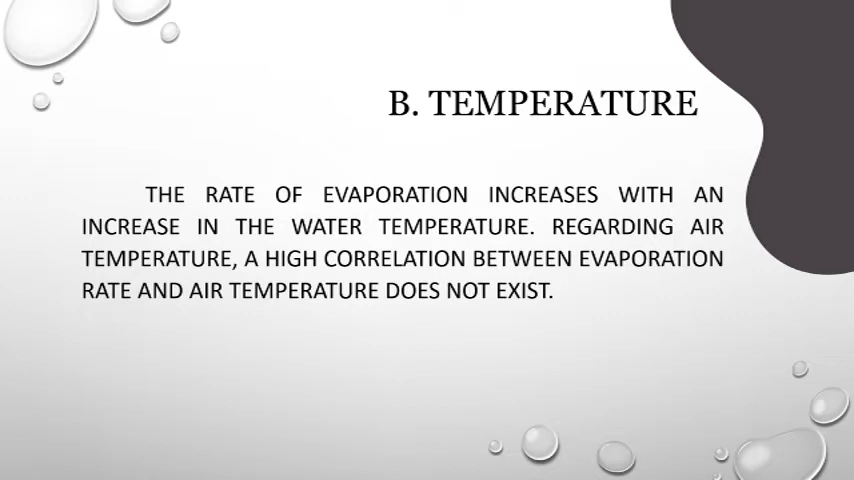 B. TEMPERATURE
THE RATE OF EVAPORATION INCREASES WITH AN
INCREASE IN THE WATER TEMPERATURE. REGARDING AIR
TEMPERATURE, A HIGH CORRELATION BETWEEN EVAPORATION
RATE AND AIR TEMPERATURE DOES NOT EXIST.